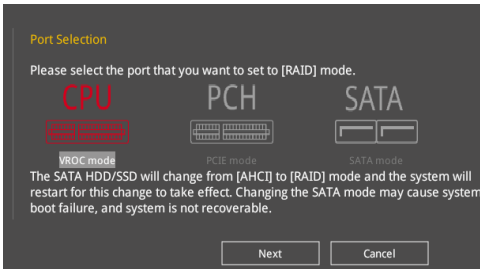 Port Selection
Please select the port that you want to set to [RAID] mode.
CPU PCH SATA
VROC mode PCIE mode SATA mode
The SATA HDD/SSD will change from [AHCI] to [RAID] mode and the system will
restart for this change to take effect. Changing the SATA mode may cause system
boot failure, and system is not recoverable.
Next Cancel